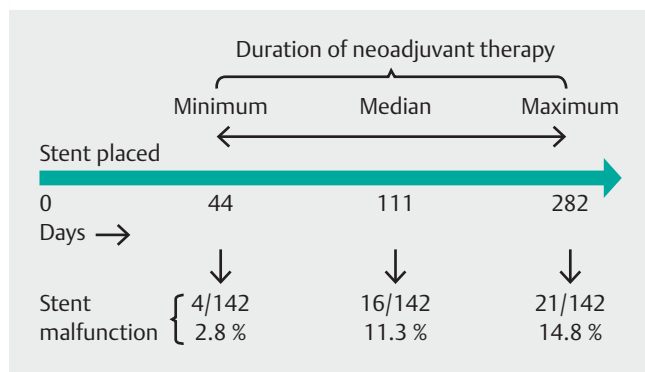 Duration of neoadjuvant therapy
Minimum Median Maximum
Stent placed
0 44 111 282
Days
Stent 4/142 16/142 21/142
malfunction 2.8 % 11.3 % 14.8 %